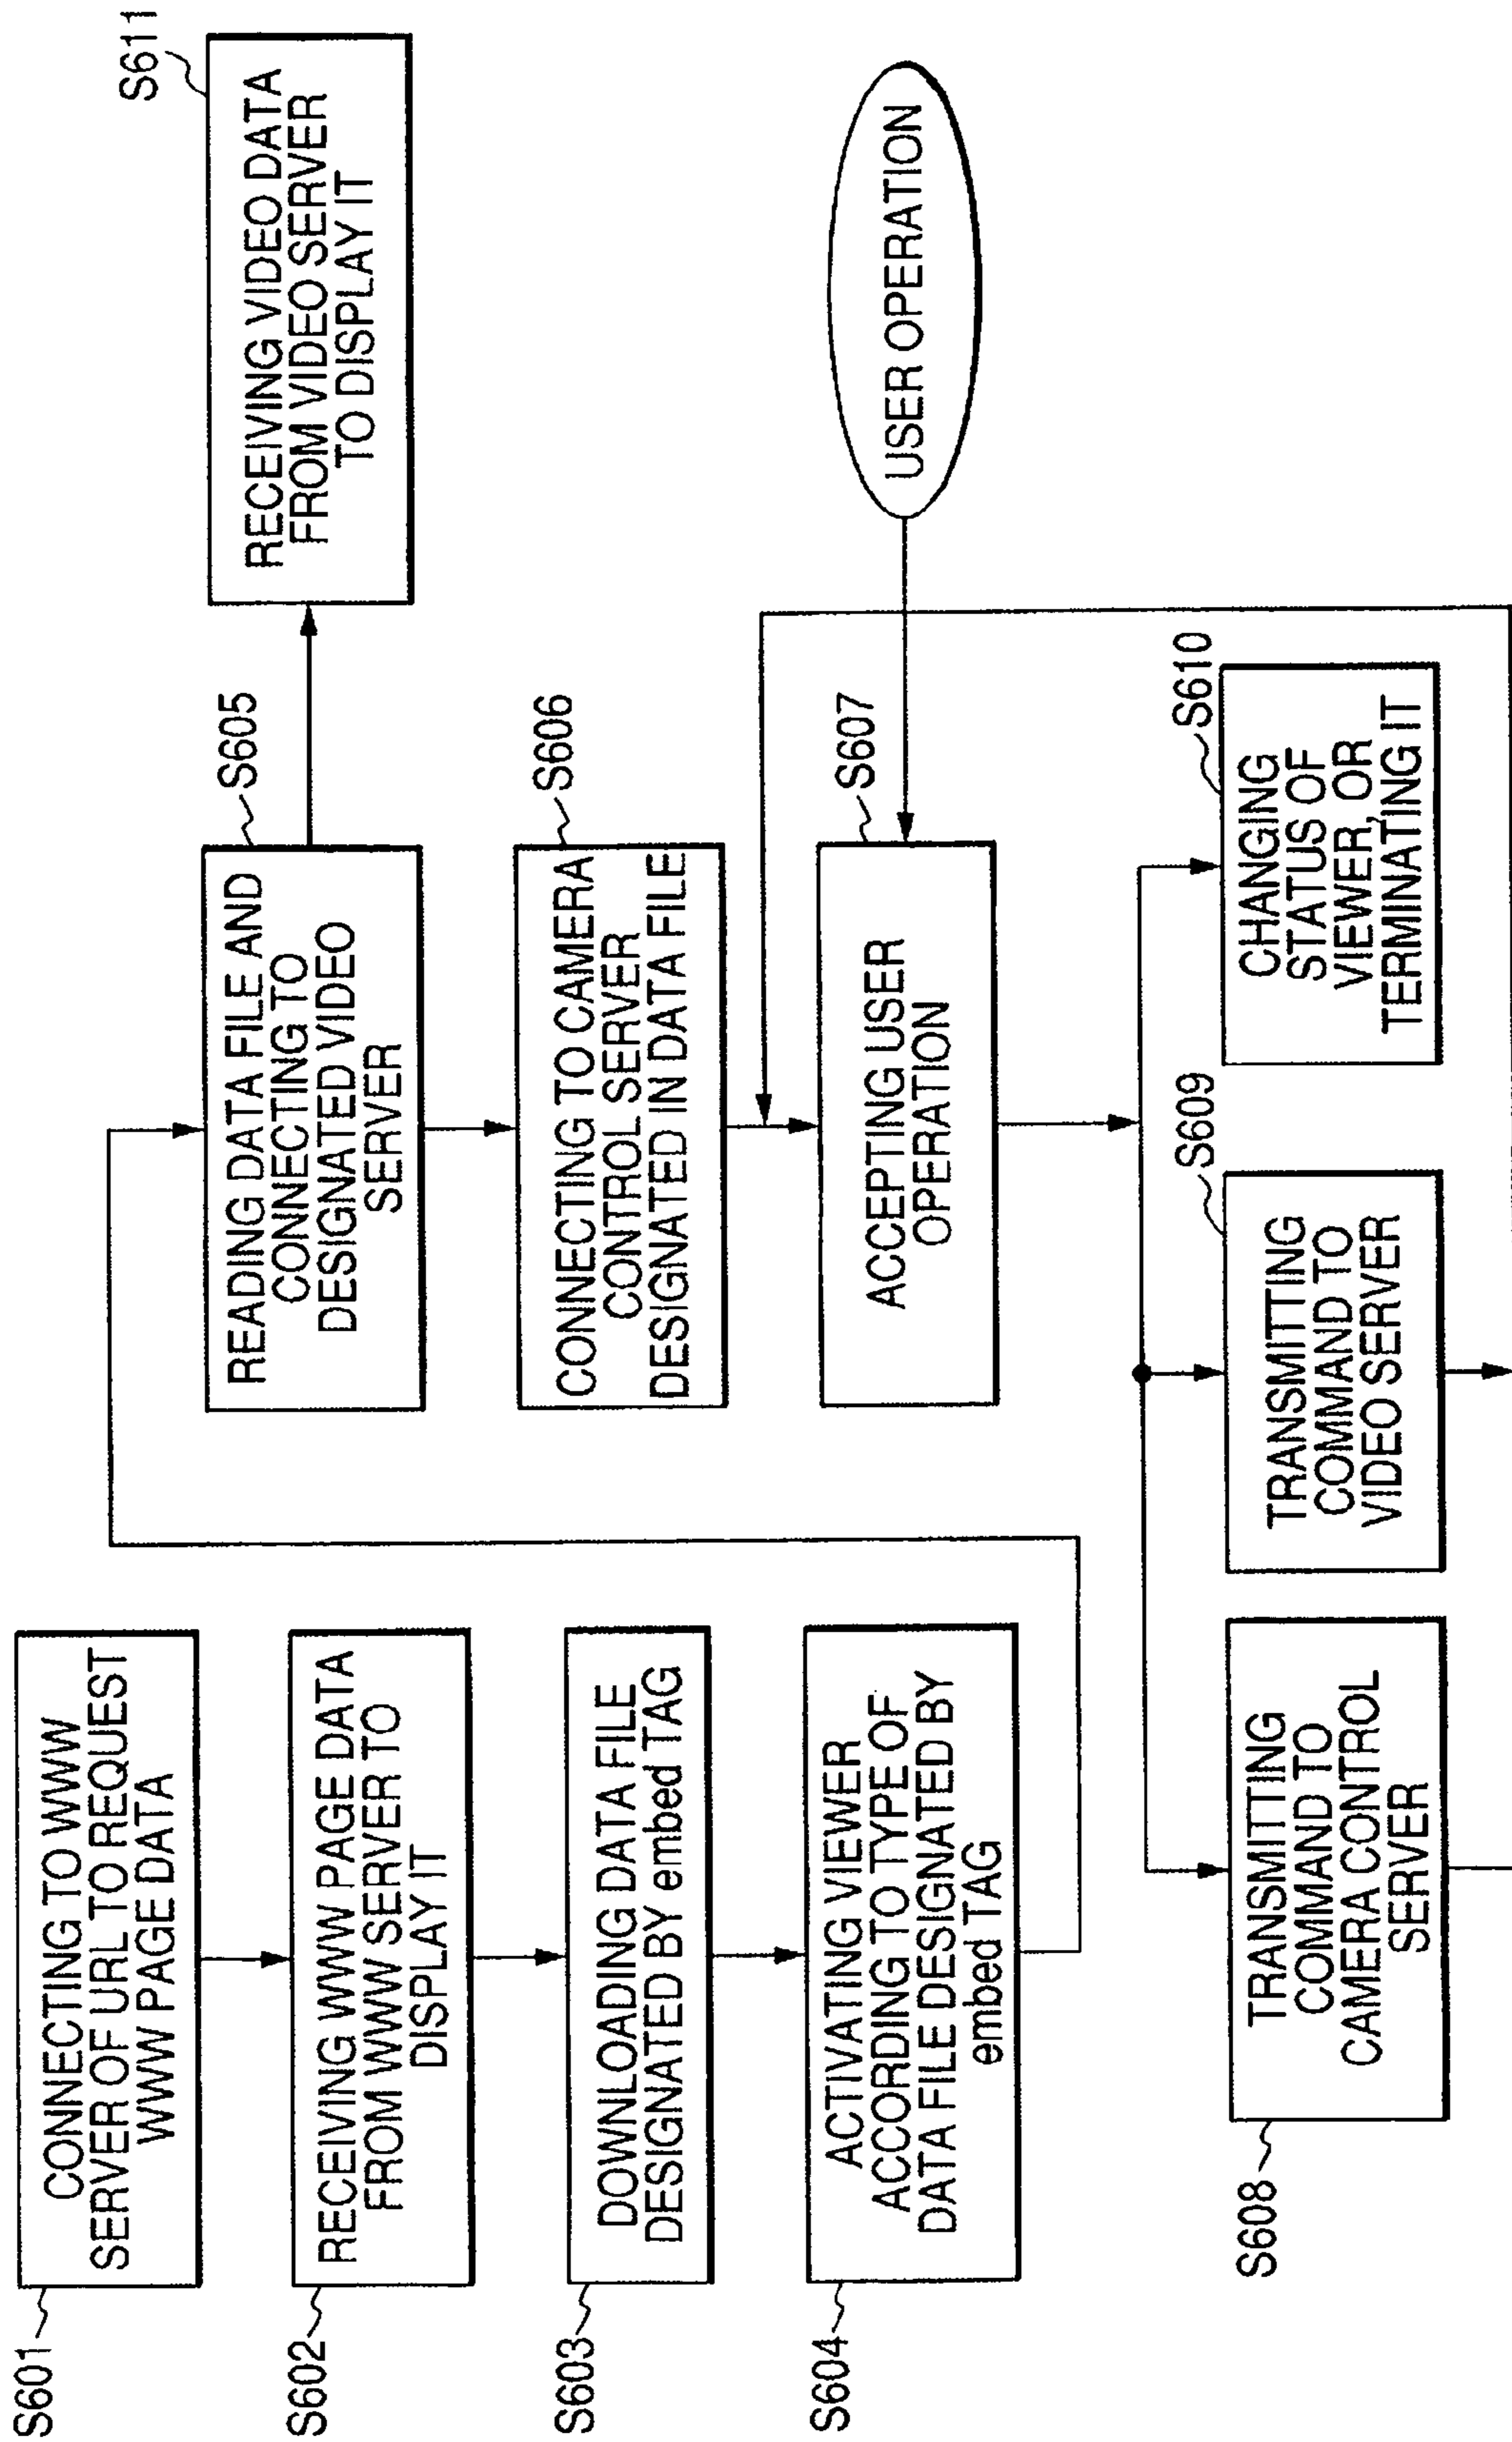 S601
CONNECTING TO WWW
SERVER OF URL TO REQUEST
WWW PAGE DATA
S602
RECEIVING WWW PAGE DATA
FROM WWW SERVER TO
DISPLAY IT
S603
DOWNLOADING DATA FILE
DESIGNATED BY embed TAG
S604
ACTIVATING VIEWER
ACCORDING TO TYPE OF
DATA FILE DESIGNATED BY
embed TAG
S605
READING DATA FILE AND
CONNECTING TO
DESIGNATED VIDEO
SERVER
S611
RECEIVING VIDEO DATA
FROM VIDEO SERVER
TO DISPLAY IT
S606
CONNECTING TO CAMERA
CONTROL SERVER
DESIGNATED IN DATA FILE
S607
ACCEPTING USER
OPERATION
USER OPERATION
S608
TRANSMITTING
COMMAND TO
CAMERA CONTROL
SERVER
S609
TRANSMITTING
COMMAND TO
VIDEO SERVER
S610
CHANGING
STATUS OF
VIEWER, OR
TERMINATING IT